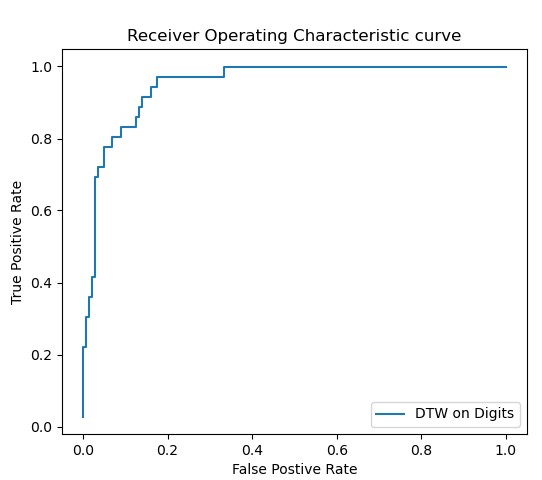 Receiver Operating Characteristic curve
True Positive Rate
1.0
0.8
0.6
0.4
0.2
0.0
DTW on Digits
0.0 0.2 0.4 0.6 0.8 1.0
False Postive Rate